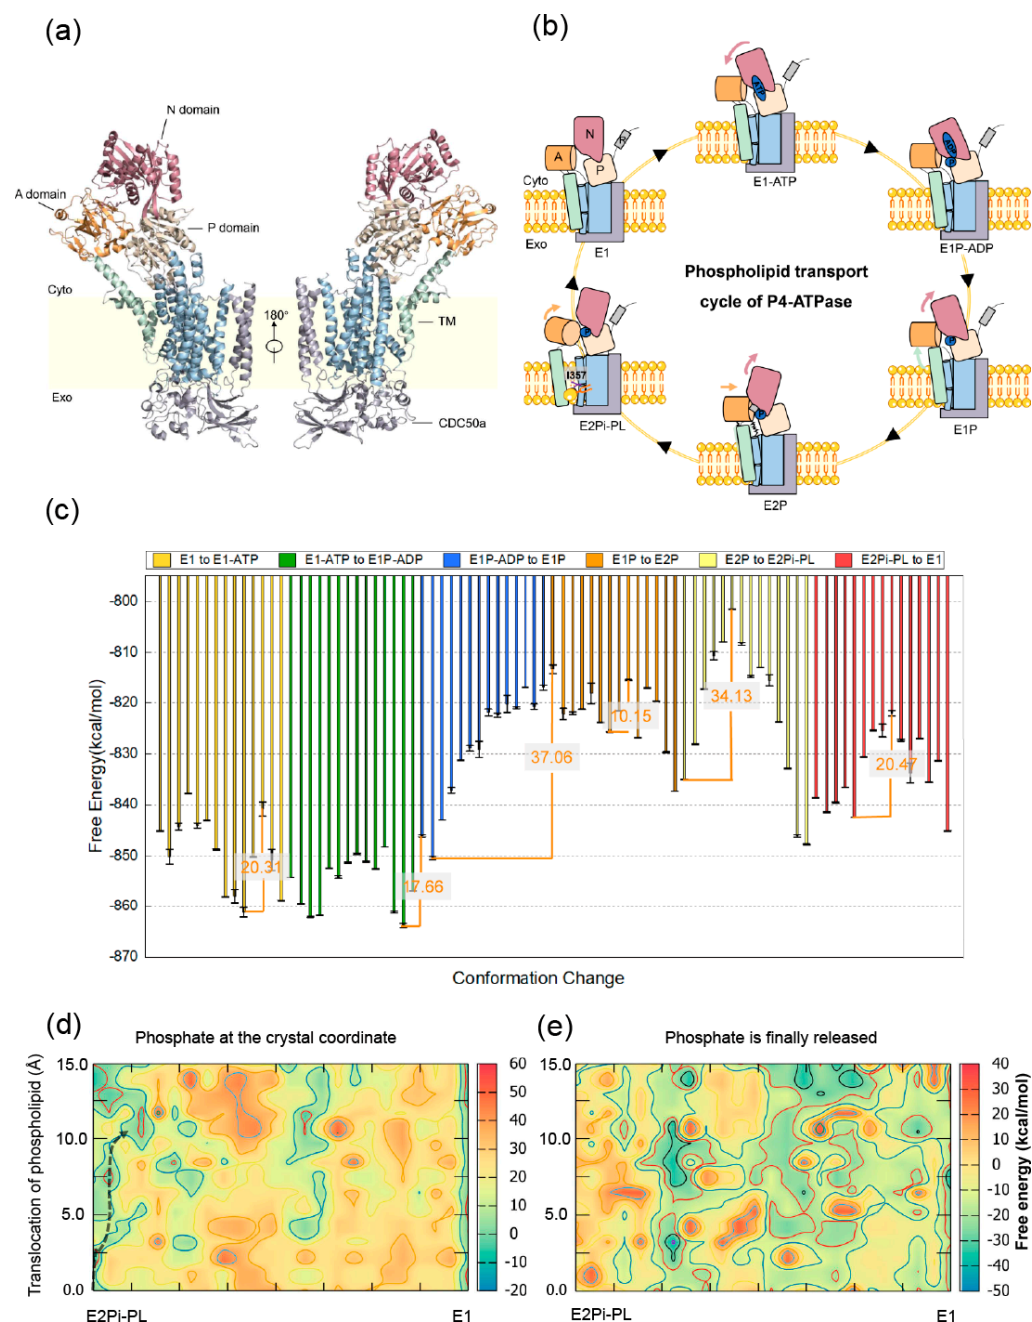 (a)
N domain
A domain
P domain
Cyto
180°
TM
Exo
CDC50a
(b)
N
A
P
Cyto
Exo
E1
ATP
E1-ATP
ADP
E1P-ADP
Phospholipid transport
cycle of P4-ATPase
E1P
E2P
I357
E2Pi-PL
(c)
E1 to E1-ATP
E1-ATP to E1P-ADP
E1P-ADP to E1P
E1P to E2P
E2P to E2Pi-PL
E2Pi-PL to E1
Free Energy(kcal/mol)
-800
-810
-820
-830
-840
-850
-860
-870
20.31
17.66
37.06
10.15
34.13
20.47
Conformation Change
(d)
Phosphate at the crystal coordinate
Translocation of phospholipid (Å)
15.0
10.0
5.0
0.0
E2Pi-PL
E1
60
50
40
30
20
10
0
-10
-20
(e)
Phosphate is finally released
15.0
10.0
5.0
0.0
E2Pi-PL
E1
40
30
20
10
0
-10
-20
-30
-40
-50
Free energy (kcal/mol)